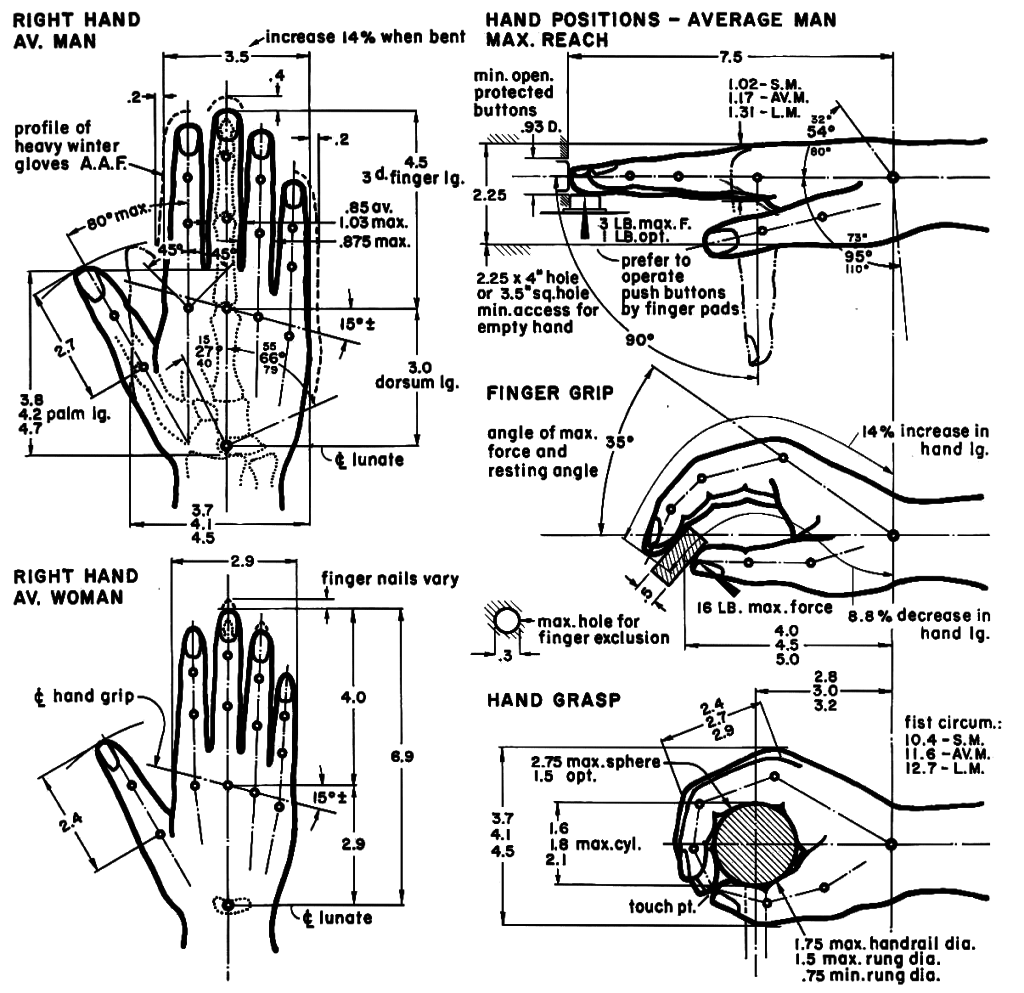 RIGHT HAND
AV. MAN
increase 14% when bent
3.5
.4
.2
.2
profile of
heavy winter
gloves A.A.F.
4.5
3d. finger lg.
.85 av.
1.03 max.
.875 max.
80° max.
45°
45°
15° ±
2.7
15
27°
40
55
66°
79
3.0
dorsum lg.
3.8
4.2 palm lg.
4.7
℄ lunate
3.7
4.1
4.5
RIGHT HAND
AV. WOMAN
2.9
finger nails vary
℄ hand grip
4.0
6.9
15° ±
2.4
2.9
℄ lunate
HAND POSITIONS - AVERAGE MAN
MAX. REACH
7.5
min. open.
protected
buttons
.93 D.
1.02 - S.M.
1.17 - AV.M.
1.31 - L.M.
32°
54°
80°
2.25
3 LB. max. F.
1 LB. opt.
73°
95°
110°
prefer to
operate
push buttons
by finger pads
2.25 x 4" hole
or 3.5" sq. hole
min. access for
empty hand
90°
FINGER GRIP
angle of max.
force and
resting angle
35°
14% increase in
hand lg.
.5
16 LB. max. force
8.8% decrease in
hand lg.
max. hole for
finger exclusion
.3
4.0
4.5
5.0
HAND GRASP
2.8
3.0
3.2
2.4
2.7
2.9
fist circum.:
10.4 - S.M.
11.6 - AV.M.
12.7 - L.M.
2.75 max. sphere
1.5 opt.
3.7
4.1
4.5
1.6
1.8 max. cyl.
2.1
touch pt.
1.75 max. handrail dia.
1.5 max. rung dia.
.75 min. rung dia.